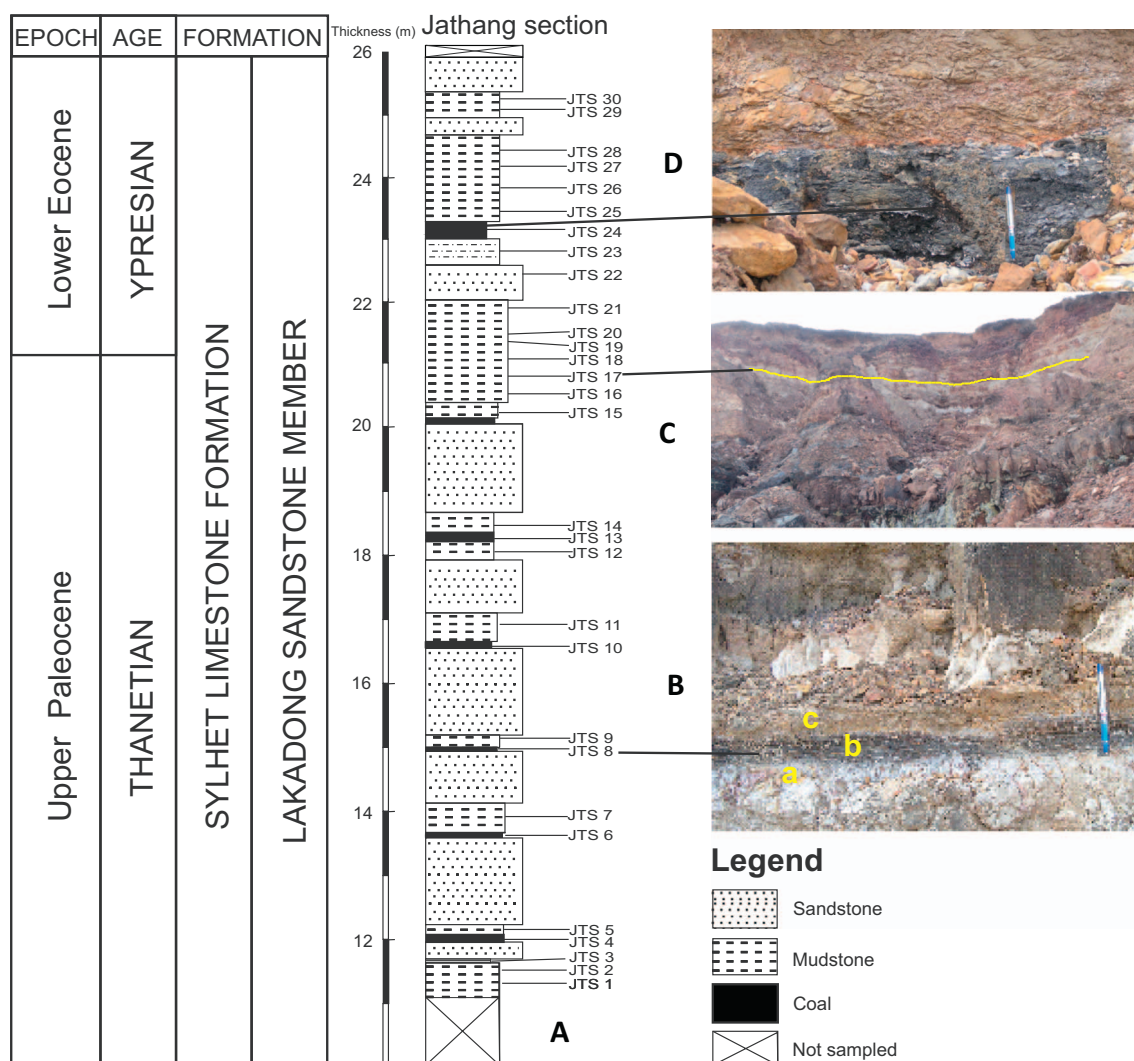 EPOCH
AGE
FORMATION
Thickness (m)
Jathang section
Lower Eocene
YPRESIAN
Upper Paleocene
THANETIAN
SYLHET LIMESTONE FORMATION
LAKADONG SANDSTONE MEMBER
26
24
22
20
18
16
14
12
JTS 30
JTS 29
JTS 28
JTS 27
JTS 26
JTS 25
JTS 24
JTS 23
JTS 22
JTS 21
JTS 20
JTS 19
JTS 18
JTS 17
JTS 16
JTS 15
JTS 14
JTS 13
JTS 12
JTS 11
JTS 10
JTS 9
JTS 8
JTS 7
JTS 6
JTS 5
JTS 4
JTS 3
JTS 2
JTS 1
A
D
C
B
c
b
a
Legend
Sandstone
Mudstone
Coal
Not sampled